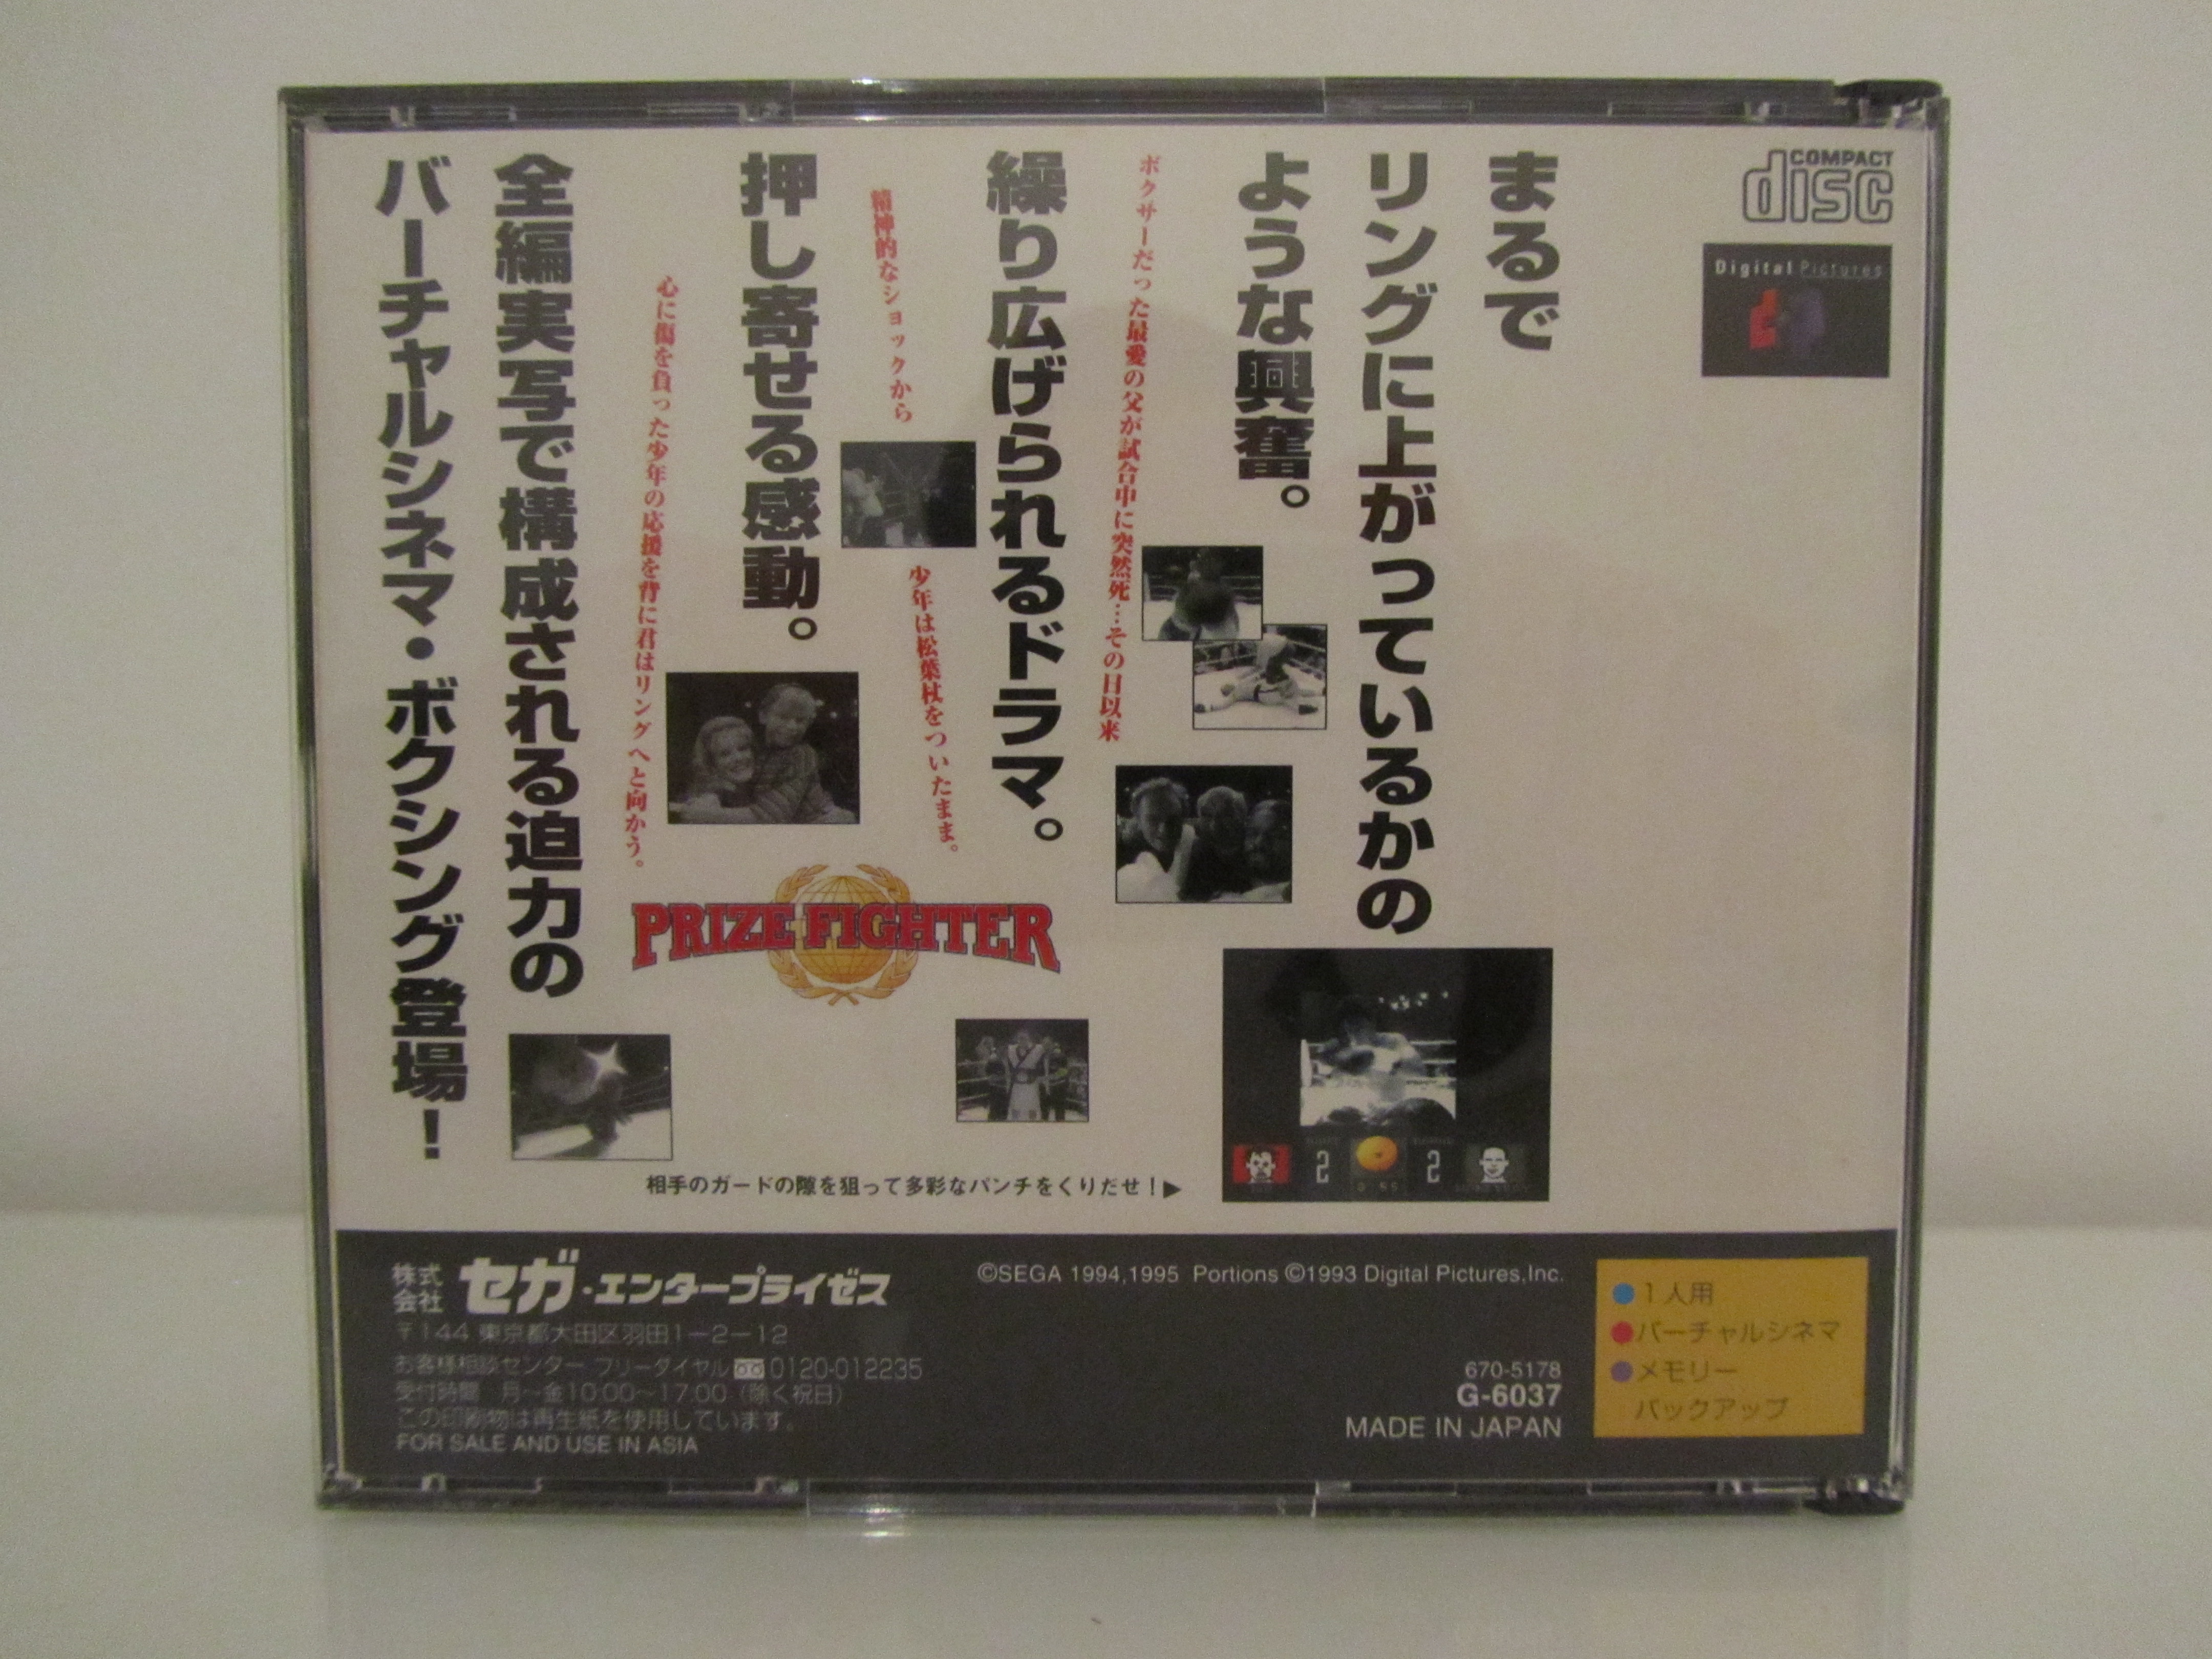 COMPACT
disc
Digital Pictures
まるで
リングに上がっているかの
ような興奮。
ボクサーだった最愛の父が試合中に突然死…その日以来
繰り広げられるドラマ。
精神的なショックから
少年は松葉杖をついたまま。
押し寄せる感動。
心に傷を負った少年の応援を背に君はリングへと向かう。
全編実写で構成される迫力の
バーチャルシネマ・ボクシング登場!
PRIZE FIGHTER
2 2
相手のガードの隙を狙って多彩なパンチをくりだせ!▶
株式会社 セガ・エンタープライゼス
〒144 東京都大田区羽田1-2-12
お客様相談センター フリーダイヤル 0120-012235
受付時間 月～金10:00～17:00(除く祝日)
この印刷物は再生紙を使用しています。
FOR SALE AND USE IN ASIA
©SEGA 1994,1995 Portions ©1993 Digital Pictures,Inc.
670-5178
G-6037
MADE IN JAPAN
●1人用
●バーチャルシネマ
●メモリー
バックアップ